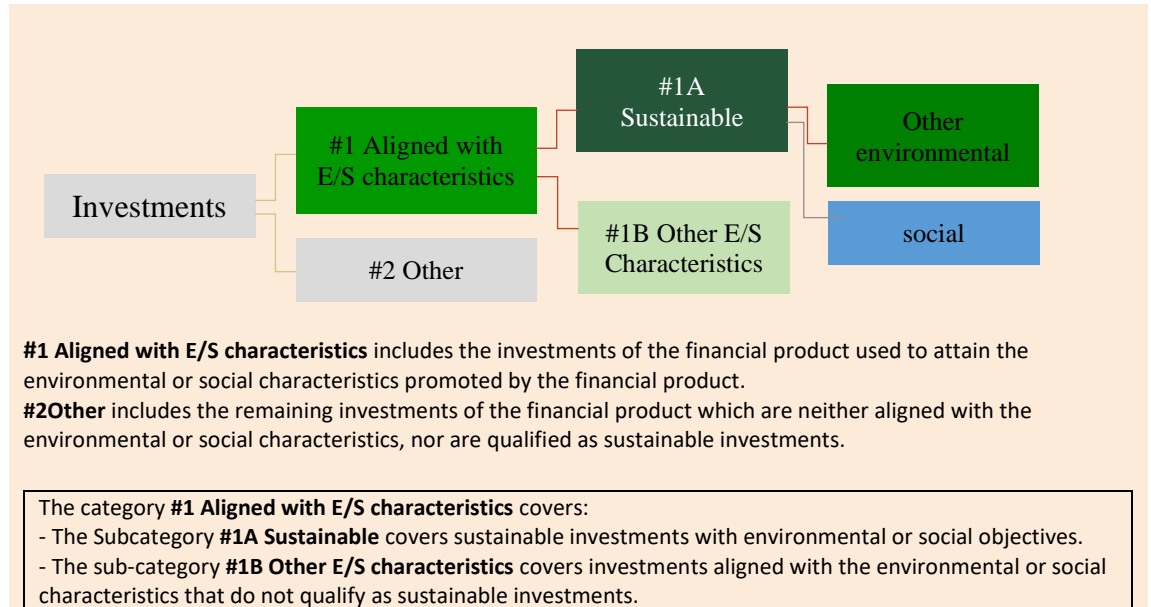 #1A
Sustainable
Other
environmental
#1 Aligned with
E/S characteristics
Investments
#1B Other E/S
Characteristics
social
#2 Other
#1 Aligned with E/S characteristics includes the investments of the financial product used to attain the
environmental or social characteristics promoted by the financial product.
#2Other includes the remaining investments of the financial product which are neither aligned with the
environmental or social characteristics, nor are qualified as sustainable investments.
The category #1 Aligned with E/S characteristics covers:
- The Subcategory #1A Sustainable covers sustainable investments with environmental or social objectives.
- The sub-category #1B Other E/S characteristics covers investments aligned with the environmental or social
characteristics that do not qualify as sustainable investments.